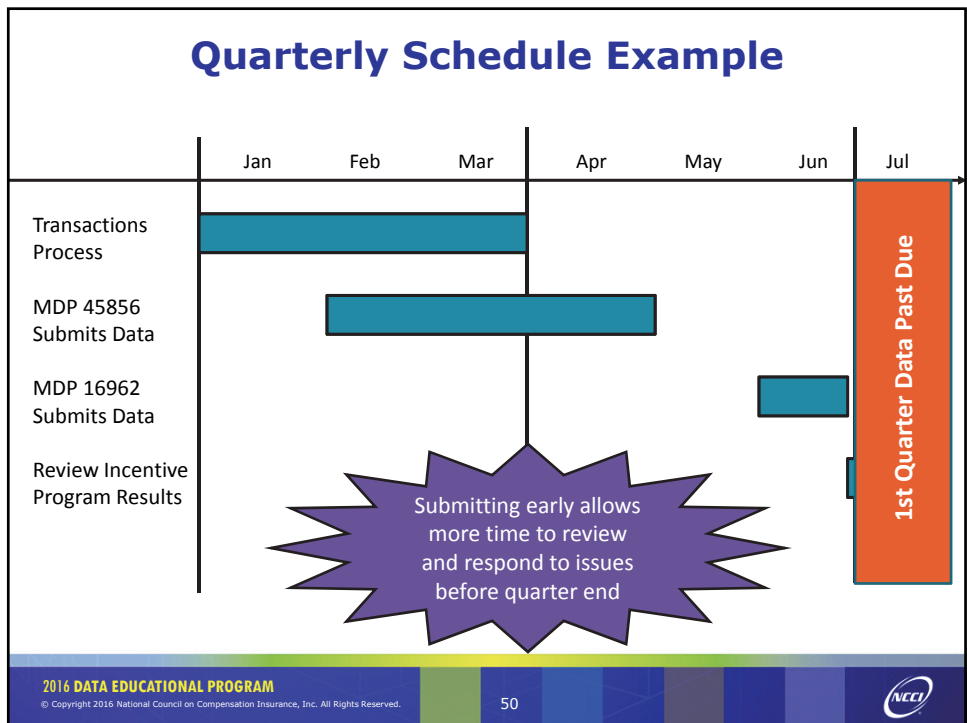 Quarterly Schedule Example
Jan Feb Mar Apr May Jun Jul
Transactions
Process
MDP 45856
Submits Data
MDP 16962
Submits Data
Review Incentive
Program Results
1st Quarter Data Past Due
Submitting early allows
more time to review
and respond to issues
before quarter end
2016 DATA EDUCATIONAL PROGRAM
© Copyright 2016 National Council on Compensation Insurance, Inc. All Rights Reserved.
50
NCCI